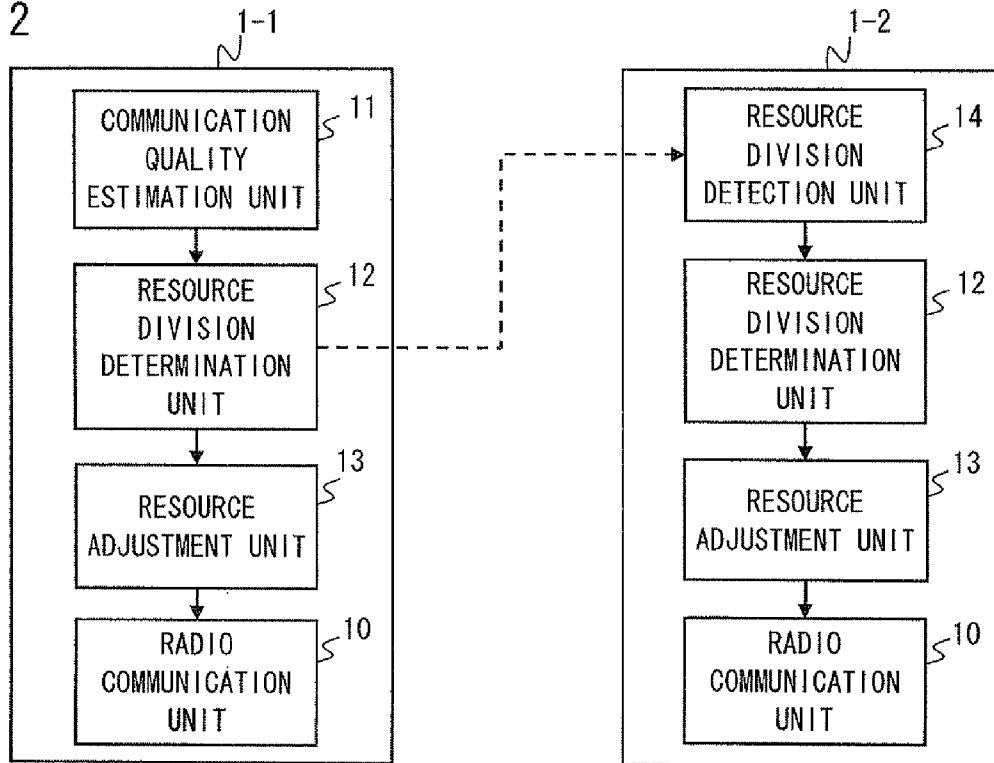 2
1-1
COMMUNICATION
QUALITY
ESTIMATION UNIT
11
RESOURCE
DIVISION
DETERMINATION
UNIT
12
RESOURCE
ADJUSTMENT UNIT
13
RADIO
COMMUNICATION
UNIT
10
1-2
RESOURCE
DIVISION
DETECTION UNIT
14
RESOURCE
DIVISION
DETERMINATION
UNIT
12
RESOURCE
ADJUSTMENT UNIT
13
RADIO
COMMUNICATION
UNIT
10